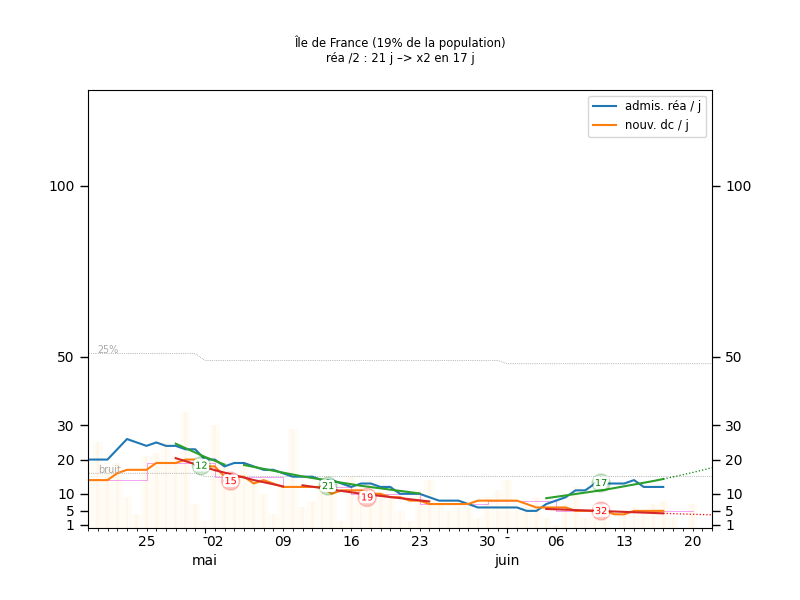 Île de France (19% de la population)
réa /2 : 21 j –> x2 en 17 j
admis. réa / j
nouv. dc / j
100 100
50 50
25%
30 30
20 20
bruit
10 10
5 5
1 1
12 15 21 19 17 32
25 02 09 16 23 30 - 06 13 20
mai juin